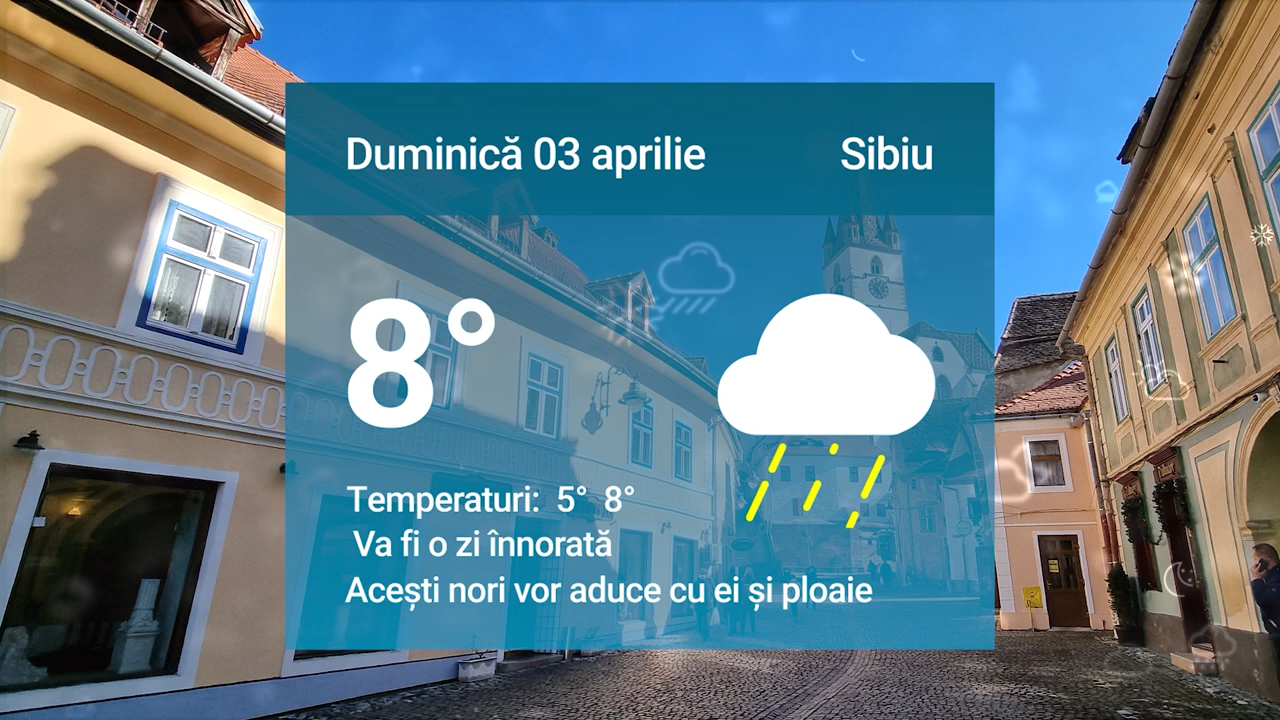 Duminică 03 aprilie Sibiu
8°
Temperaturi: 5° 8°
Va fi o zi înnorată
Acești nori vor aduce cu ei și ploaie